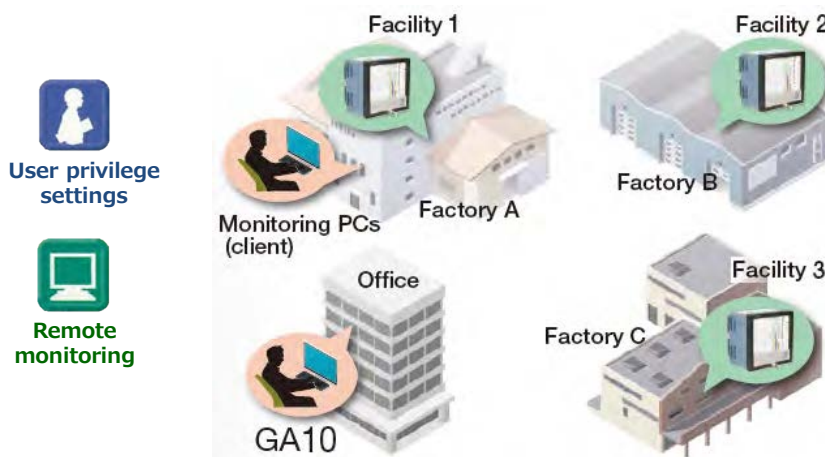 Facility 1
Facility 2
User privilege
settings
Factory A
Factory B
Monitoring PCs
(client)
Office
Facility 3
Remote
monitoring
Factory C
GA10